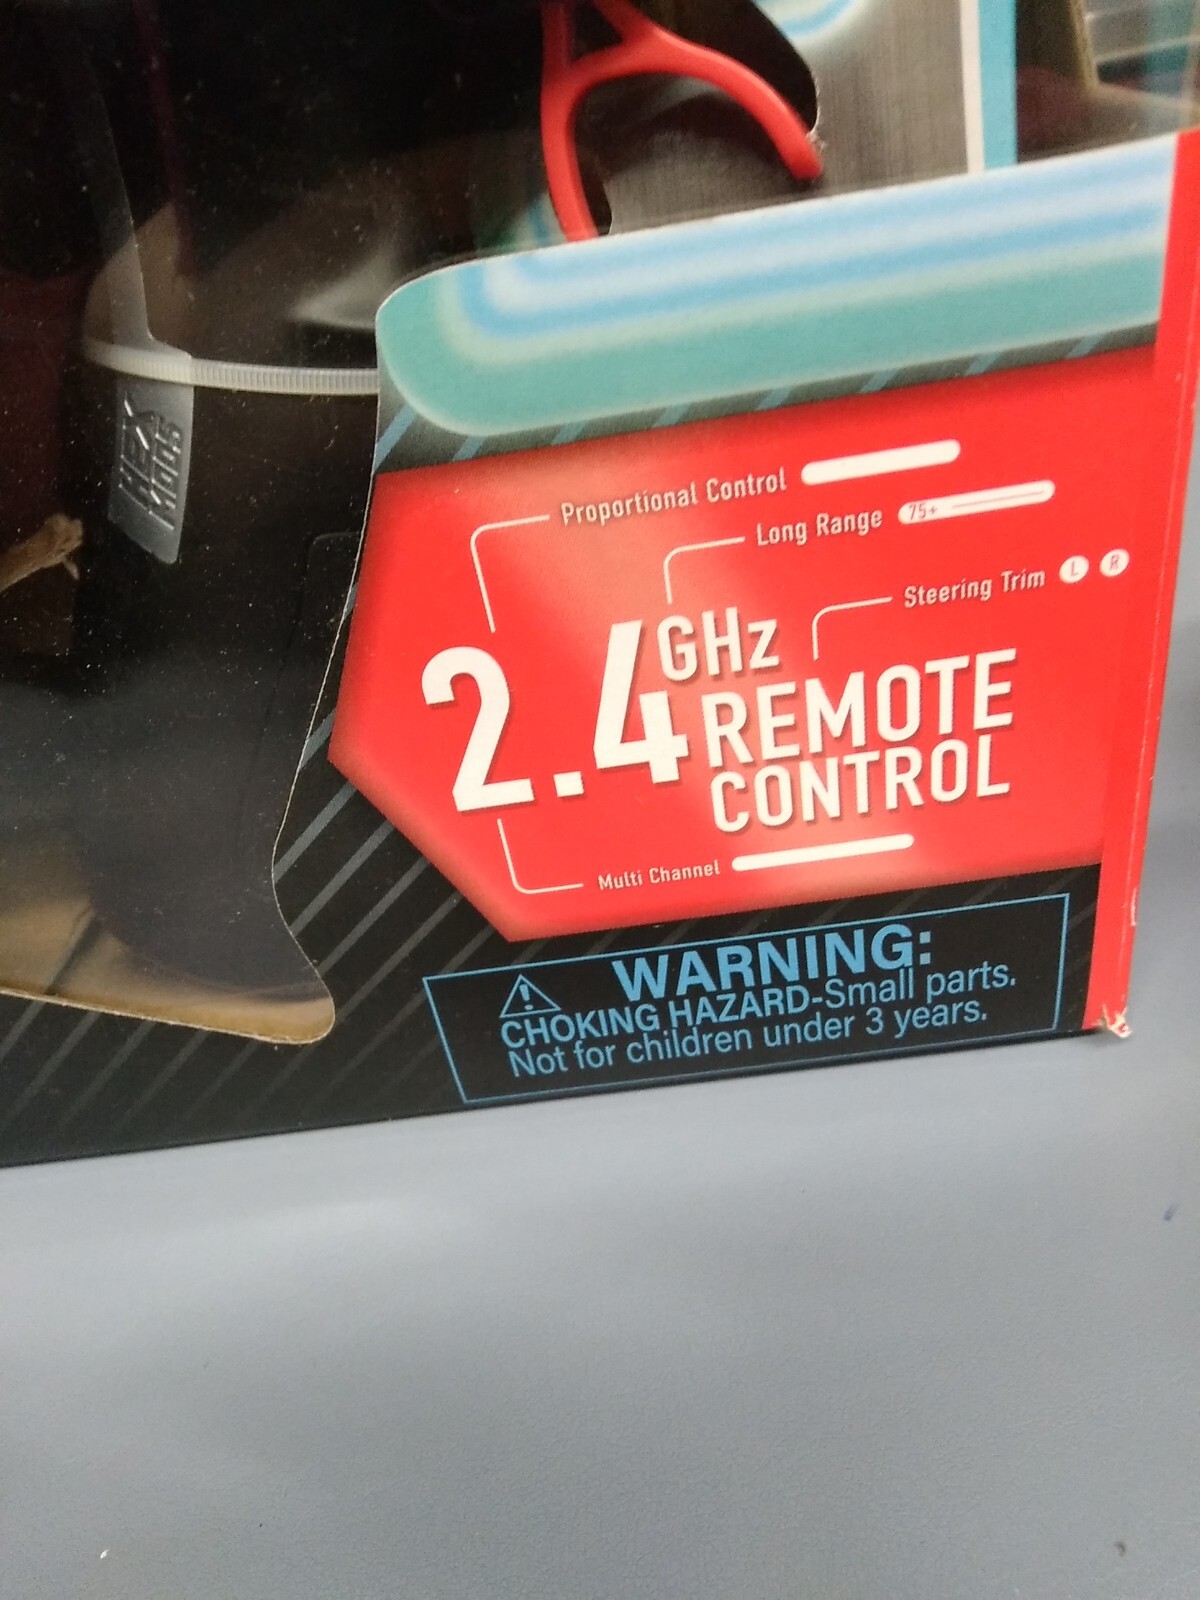 HEX
MODS
Proportional Control
Long Range 75+
Steering Trim L R
2.4 GHz
REMOTE
CONTROL
Multi Channel
WARNING:
CHOKING HAZARD-Small parts.
Not for children under 3 years.